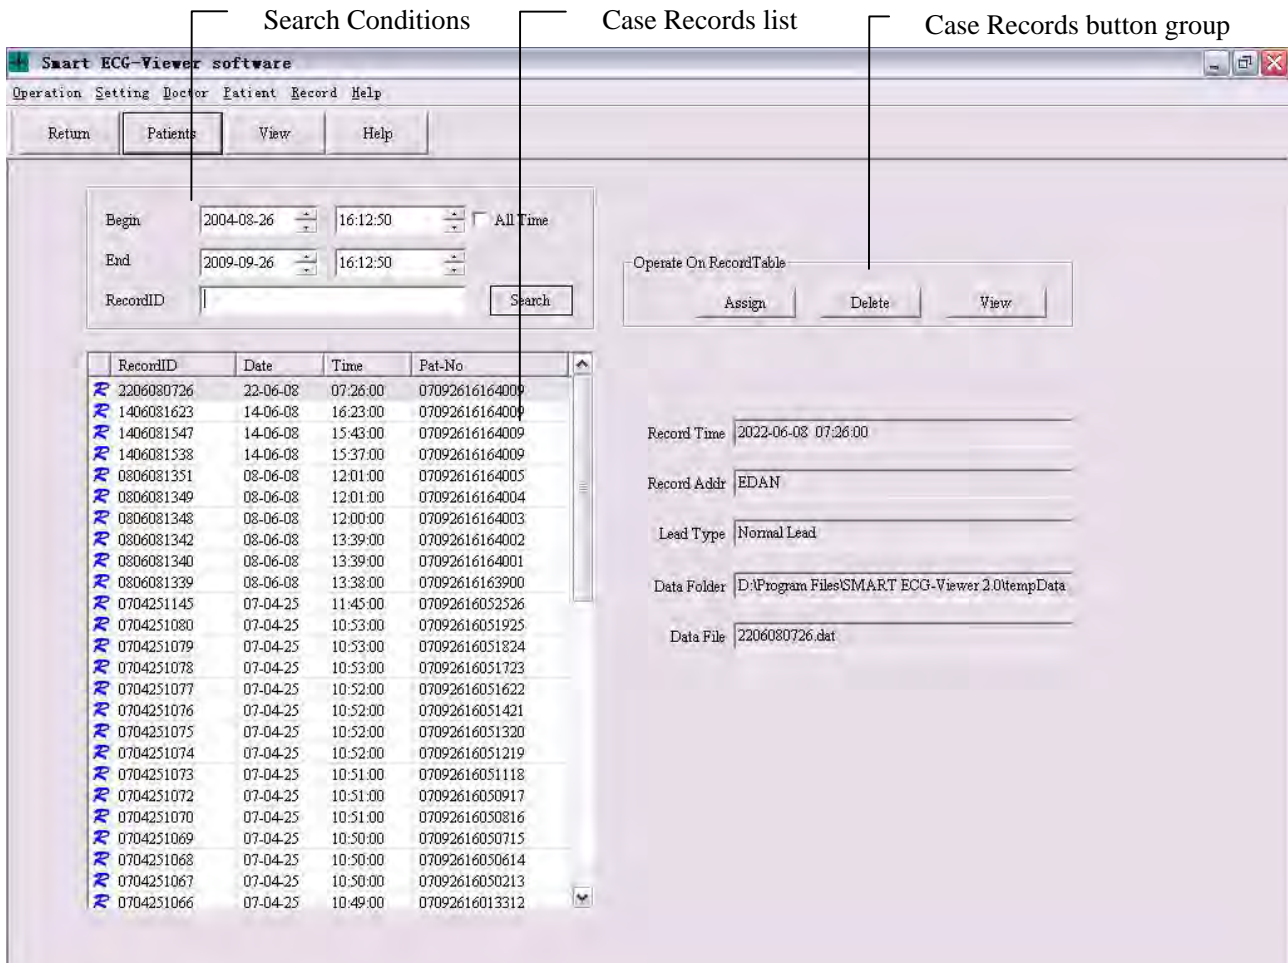 Search Conditions Case Records list Case Records button group
Smart ECG-Viewer software
Operation Setting Doctor Patient Record Help
Return Patients View Help
Begin 2004-08-26 16:12:50 All Time
End 2009-09-26 16:12:50
RecordID Search
Operate On RecordTable
Assign Delete View
RecordID Date Time Pat-No
R 2206080726 22-06-08 07:26:00 07092616164009
R 1406081623 14-06-08 16:23:00 07092616164009
R 1406081547 14-06-08 15:43:00 07092616164009
R 1406081538 14-06-08 15:37:00 07092616164009
R 0806081351 08-06-08 12:01:00 07092616164005
R 0806081349 08-06-08 12:01:00 07092616164004
R 0806081348 08-06-08 12:00:00 07092616164003
R 0806081342 08-06-08 13:39:00 07092616164002
R 0806081340 08-06-08 13:39:00 07092616164001
R 0806081339 08-06-08 13:38:00 07092616163900
R 0704251145 07-04-25 11:45:00 07092616052526
R 0704251080 07-04-25 10:53:00 07092616051925
R 0704251079 07-04-25 10:53:00 07092616051824
R 0704251078 07-04-25 10:53:00 07092616051723
R 0704251077 07-04-25 10:52:00 07092616051622
R 0704251076 07-04-25 10:52:00 07092616051421
R 0704251075 07-04-25 10:52:00 07092616051320
R 0704251074 07-04-25 10:52:00 07092616051219
R 0704251073 07-04-25 10:51:00 07092616051118
R 0704251072 07-04-25 10:51:00 07092616050917
R 0704251070 07-04-25 10:51:00 07092616050816
R 0704251069 07-04-25 10:50:00 07092616050715
R 0704251068 07-04-25 10:50:00 07092616050614
R 0704251067 07-04-25 10:50:00 07092616050213
R 0704251066 07-04-25 10:49:00 07092616013312
Record Time 2022-06-08 07:26:00
Record Addr EDAN
Lead Type Normal Lead
Data Folder D:\Program Files\SMART ECG-Viewer 2.0\tempData
Data File 2206080726.dat